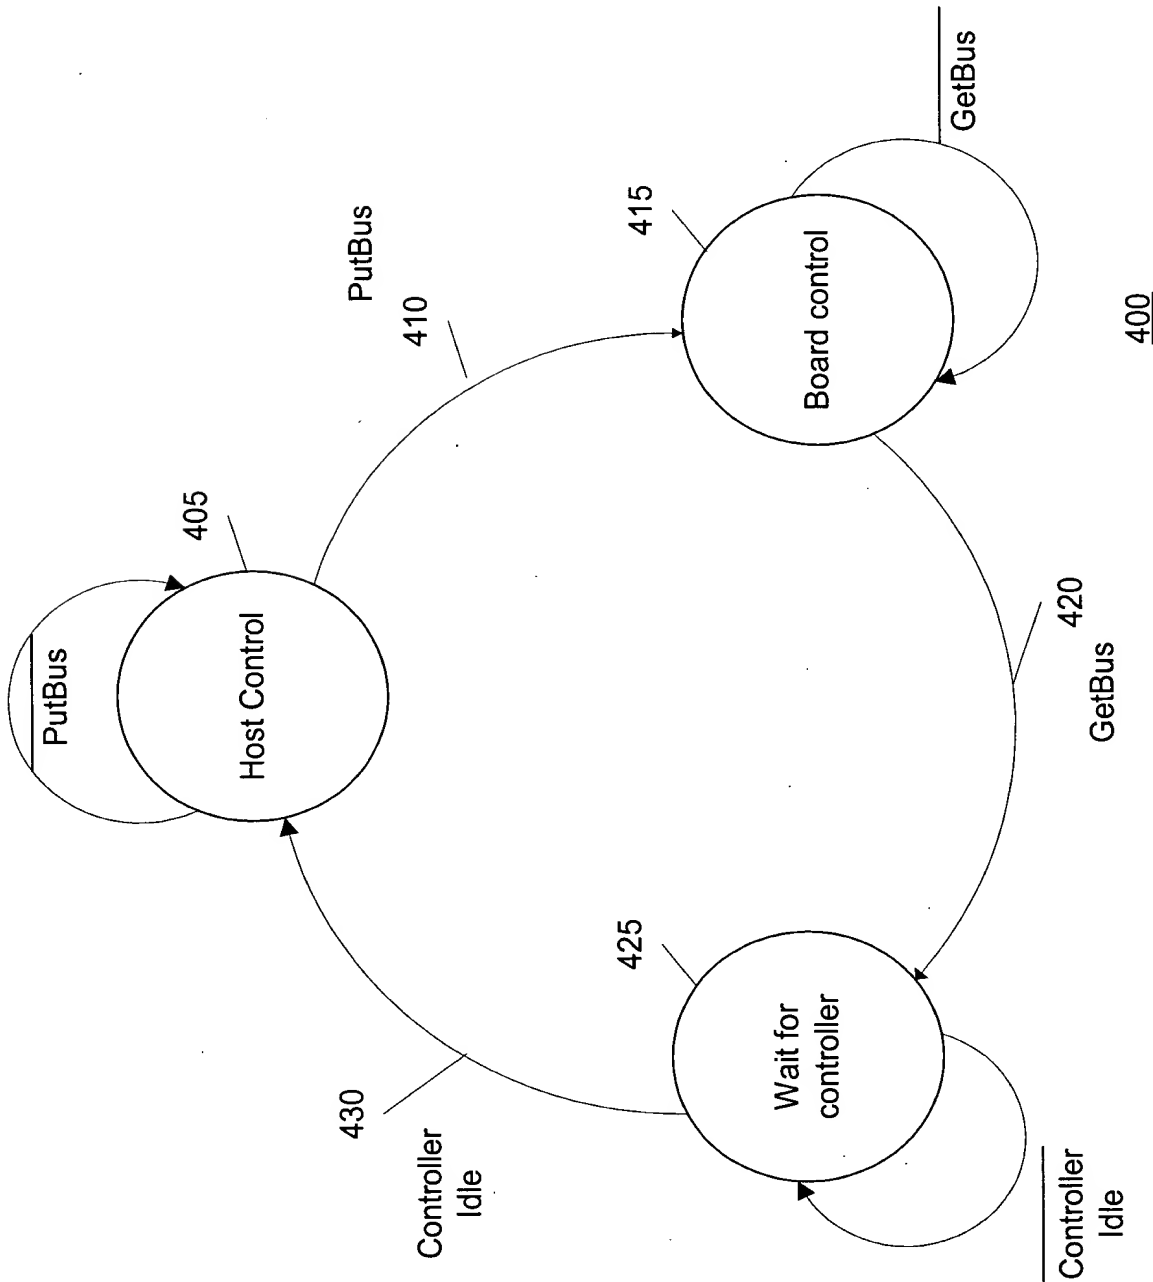 PutBus
405
Host Control
430
PutBus
410
Controller
Idle
425
415
Wait for
controller
Board control
GetBus
Controller
Idle
420
GetBus
400